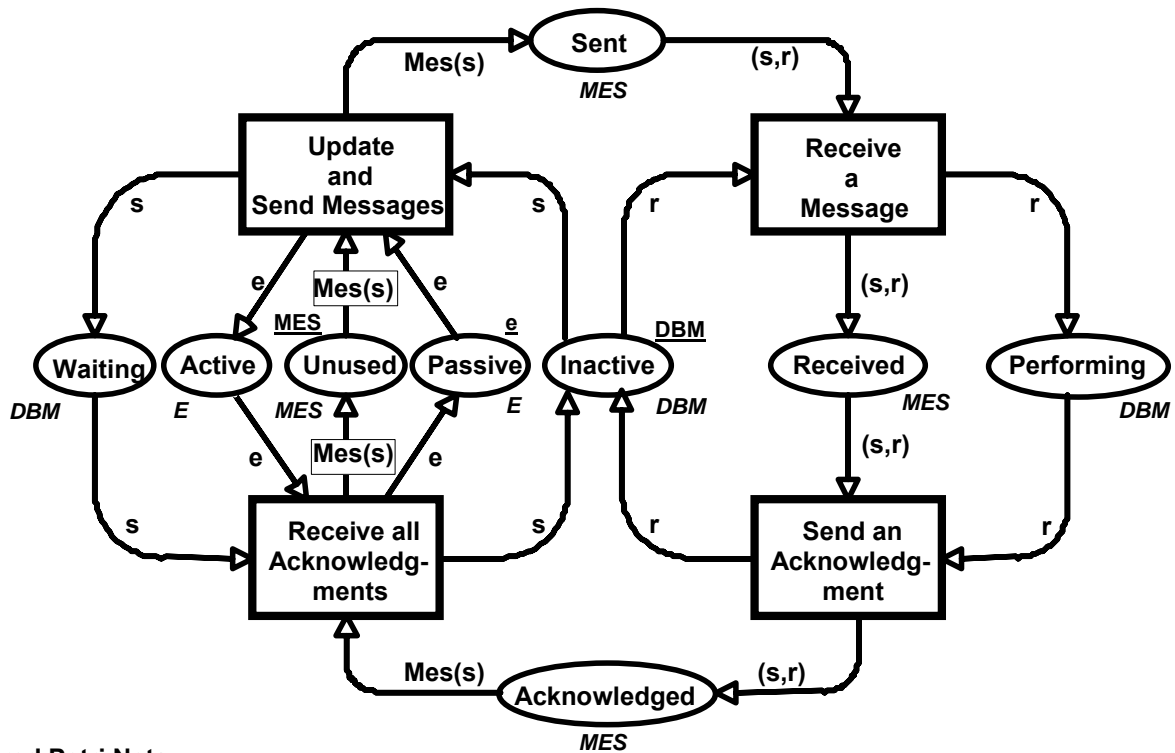 Sent
Mes(s)
(s,r)
MES
Update
and
Send Messages
Receive
a
Message
s
s
r
r
e
Mes(s)
e
(s,r)
MES
e
DBM
Waiting
Active
Unused
Passive
Inactive
Received
Performing
DBM
E
MES
E
DBM
MES
DBM
e
Mes(s)
e
(s,r)
s
s
r
r
Receive all
Acknowledg-
ments
Send an
Acknowledg-
ment
Mes(s)
(s,r)
Acknowledged
MES